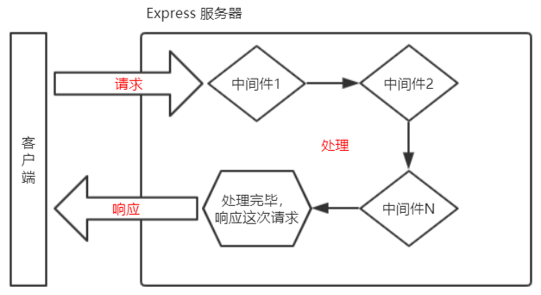 Express 服务器
客户端
请求
中间件1
中间件2
处理
处理完毕，
响应这次请求
中间件N
响应